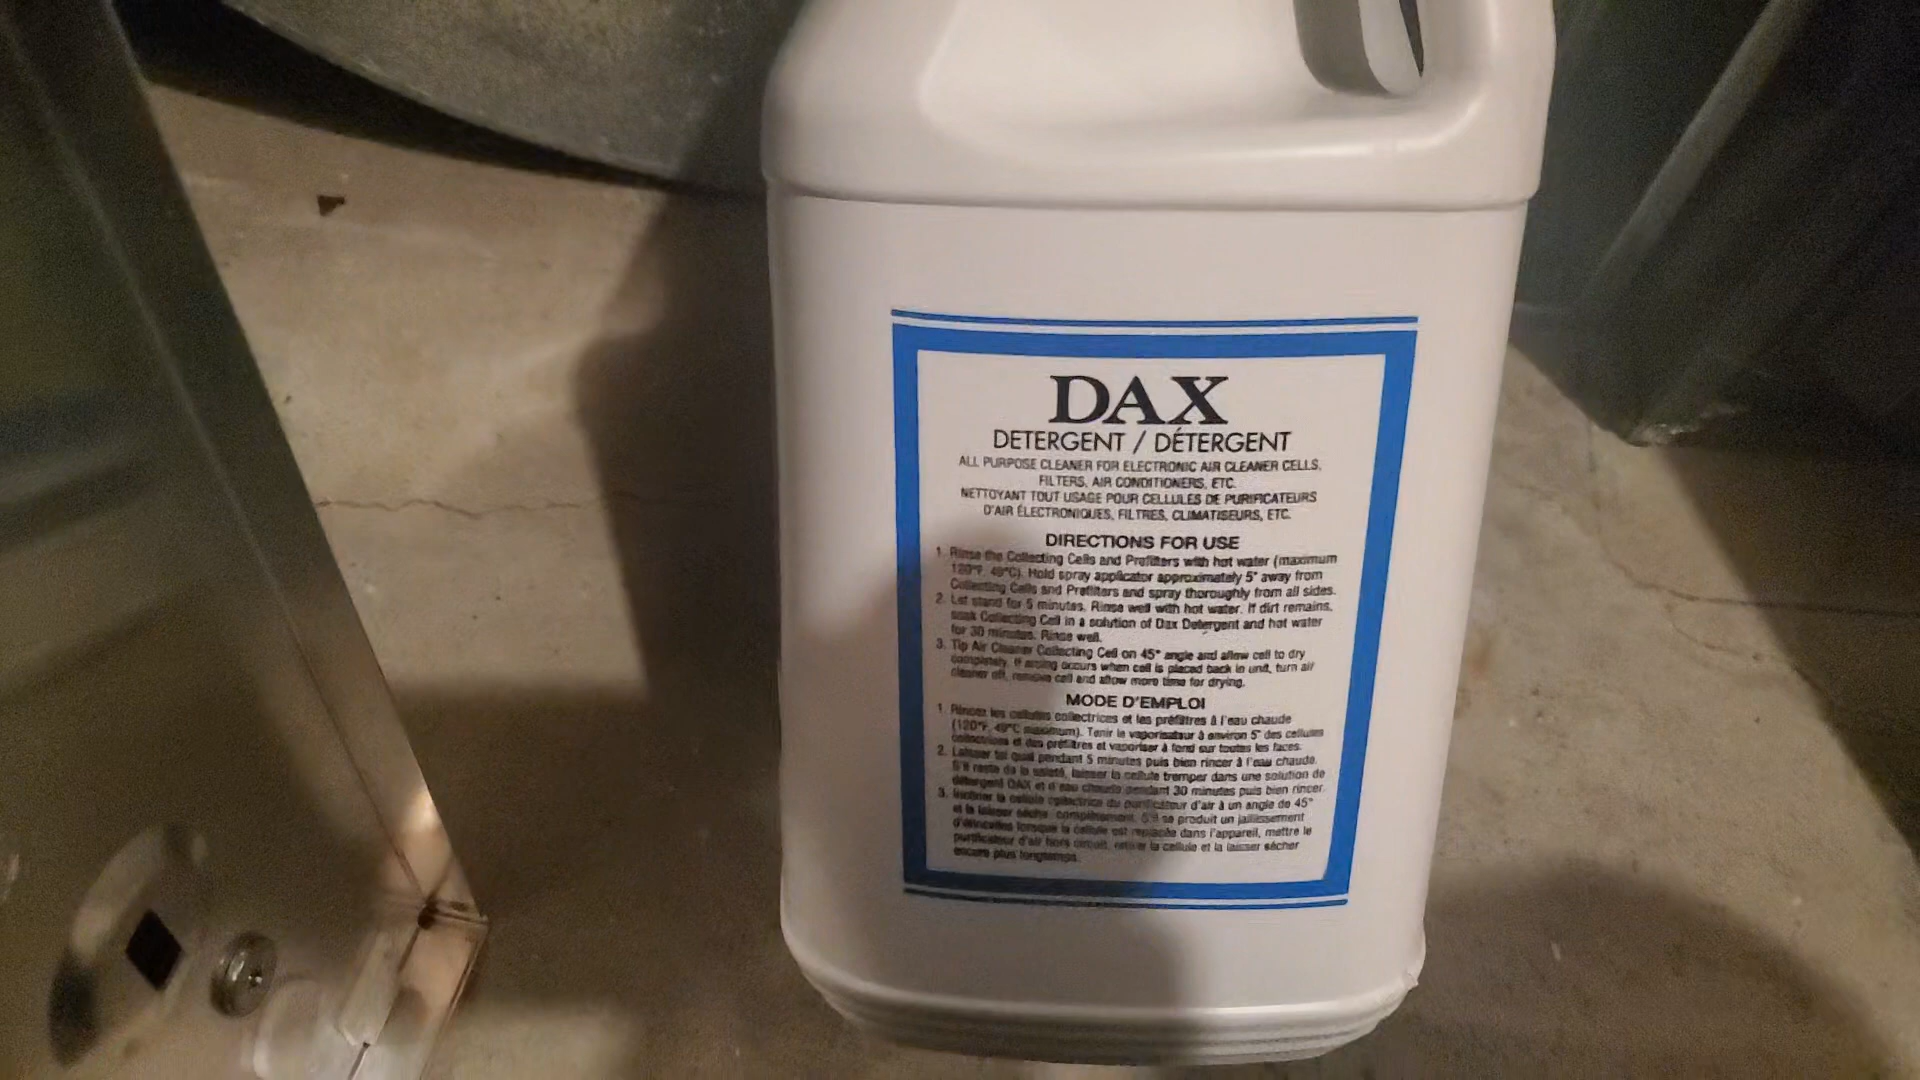 DAX
DETERGENT / DÉTERGENT
ALL PURPOSE CLEANER FOR ELECTRONIC AIR CLEANER CELLS,
FILTERS, AIR CONDITIONERS, ETC.
NETTOYANT TOUT USAGE POUR CELLULES DE PURIFICATEURS
D'AIR ÉLECTRONIQUES, FILTRES, CLIMATISEURS, ETC.
DIRECTIONS FOR USE
1. Rinse the Collecting Cells and Prefilters with hot water (maximum
120°F, 49°C). Hold spray applicator approximately 5" away from
Collecting Cells and Prefilters and spray thoroughly from all sides.
2. Let stand for 5 minutes. Rinse well with hot water. If dirt remains,
soak Collecting Cell in a solution of Dax Detergent and hot water
for 30 minutes. Rinse well.
3. Tip Air Cleaner Collecting Cell on 45° angle and allow cell to dry
completely. If arcing occurs when cell is placed back in unit, turn air
cleaner off, remove cell and allow more time for drying.
MODE D'EMPLOI
1. Rincez les cellules collectrices et les préfiltres à l'eau chaude
(120°F, 49°C maximum). Tenir le vaporisateur à environ 5" des cellules
collectrices et des préfiltres et vaporiser à fond sur toutes les faces.
2. Laisser tel quel pendant 5 minutes puis bien rincer à l'eau chaude.
S'il reste de la saleté, laisser la cellule tremper dans une solution de
détergent DAX et d'eau chaude pendant 30 minutes puis bien rincer.
3. Incliner la cellule collectrice du purificateur d'air à un angle de 45°
et la laisser sécher complètement. S'il se produit un jaillissement
d'étincelles lorsque la cellule est replacée dans l'appareil, mettre le
purificateur d'air hors circuit, retirer la cellule et la laisser sécher
encore plus longtemps.